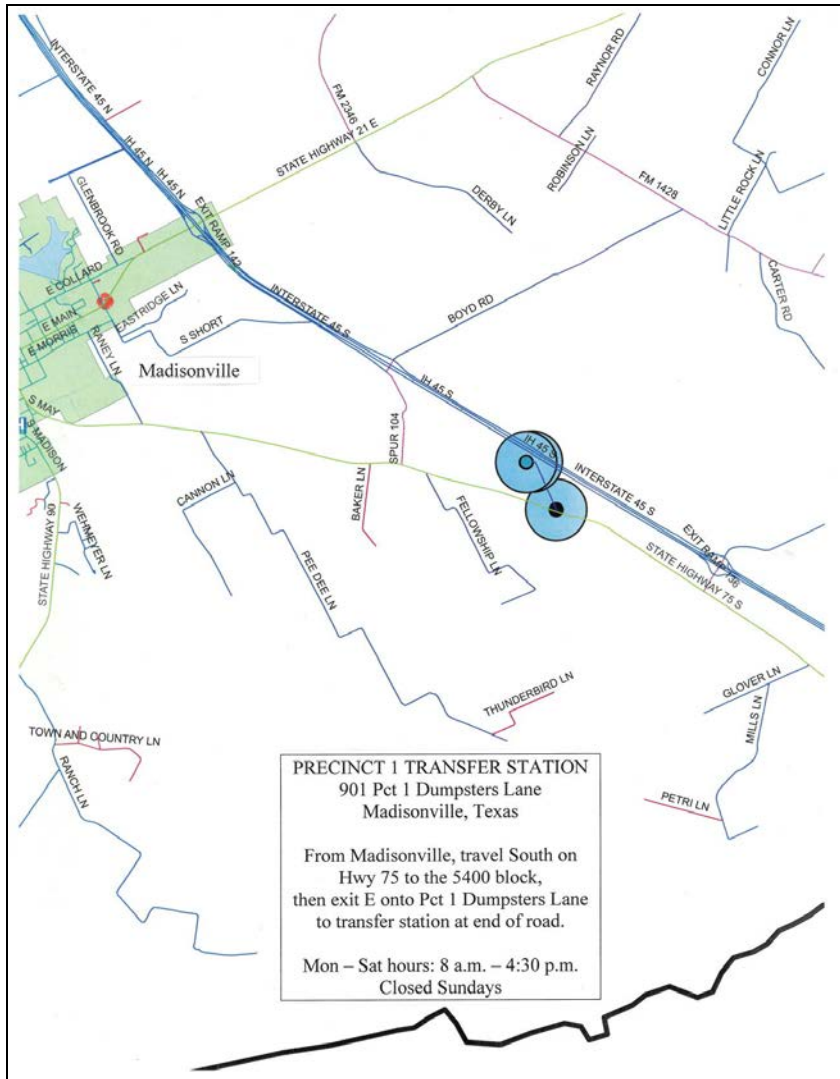 INTERSTATE 45 N
IH 45 N
IH 45 N
GLENBROOK RD
EXIT RAMP 142
FM 2346
STATE HIGHWAY 21 E
RAYNOR RD
CONNOR LN
ROBINSON LN
FM 1428
LITTLE ROCK LN
DERBY LN
CARTER RD
E COLLARD
E MAIN
E MORRIS
EASTRIDGE LN
RANEY LN
S SHORT
INTERSTATE 45 S
BOYD RD
Madisonville
IH 45 S
S MAY
S MADISON
SPUR 104
IH 45 S
INTERSTATE 45 S
CANNON LN
BAKER LN
FELLOWSHIP LN
WEHMEYER LN
STATE HIGHWAY 90
PEE DEE LN
EXIT RAMP 136
STATE HIGHWAY 75 S
THUNDERBIRD LN
GLOVER LN
MILLS LN
TOWN AND COUNTRY LN
RANCH LN
PETRI LN
PRECINCT 1 TRANSFER STATION
901 Pct 1 Dumpsters Lane
Madisonville, Texas
From Madisonville, travel South on
Hwy 75 to the 5400 block,
then exit E onto Pct 1 Dumpsters Lane
to transfer station at end of road.
Mon – Sat hours: 8 a.m. – 4:30 p.m.
Closed Sundays